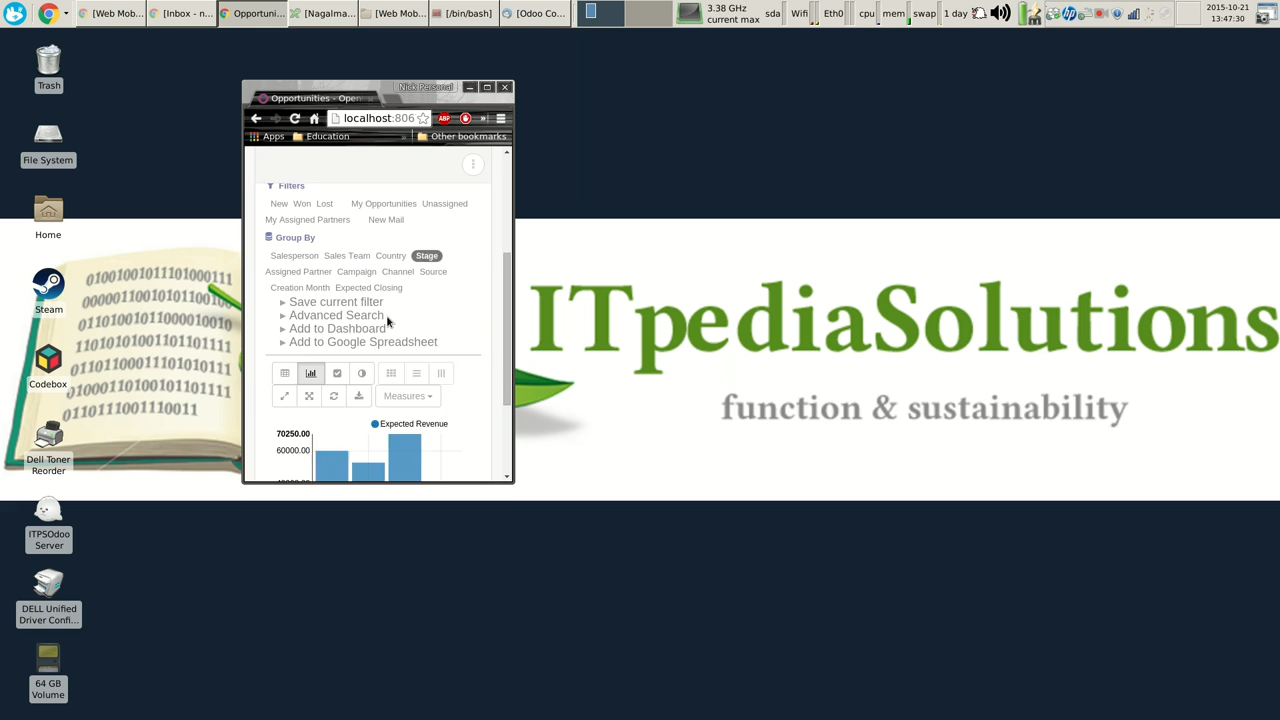 [Web Mob...
[Inbox - n...
Opportuni...
[Nagalma...
[Web Mob...
[/bin/bash]
[Odoo Co...
3.38 GHz
current max
sda
Wifi
Eth0
cpu
mem
swap
1 day
2015-10-21
13:47:30
Trash
File System
Home
Steam
Codebox
Dell Toner
Reorder
ITPSOdoo
Server
DELL Unified
Driver Confi...
64 GB
Volume
Nick Personal
Opportunities - Open
localhost:806
ABP
»
Apps
Education
»
Other bookmarks
Filters
New Won Lost My Opportunities Unassigned
My Assigned Partners New Mail
Group By
Salesperson Sales Team Country Stage
Assigned Partner Campaign Channel Source
Creation Month Expected Closing
Save current filter
Advanced Search
Add to Dashboard
Add to Google Spreadsheet
Measures
Expected Revenue
70250.00
60000.00
ITpediaSolutions
function & sustainability
010010010111010001111